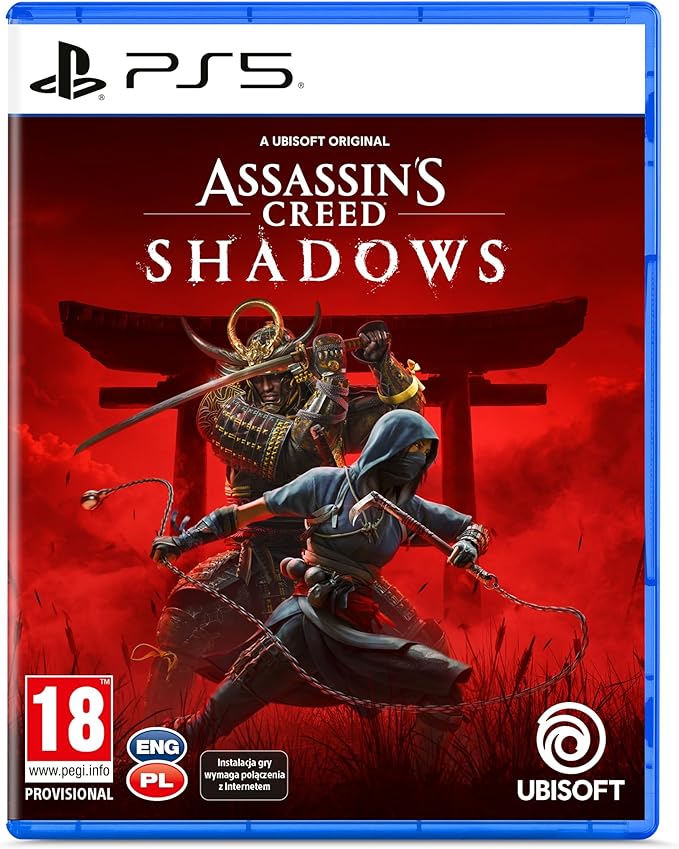 PS5
A UBISOFT ORIGINAL
ASSASSIN'S
CREED
SHADOWS
18
www.pegi.info
PROVISIONAL
ENG
PL
Instalacja gry
wymaga połączenia
z Internetem
UBISOFT